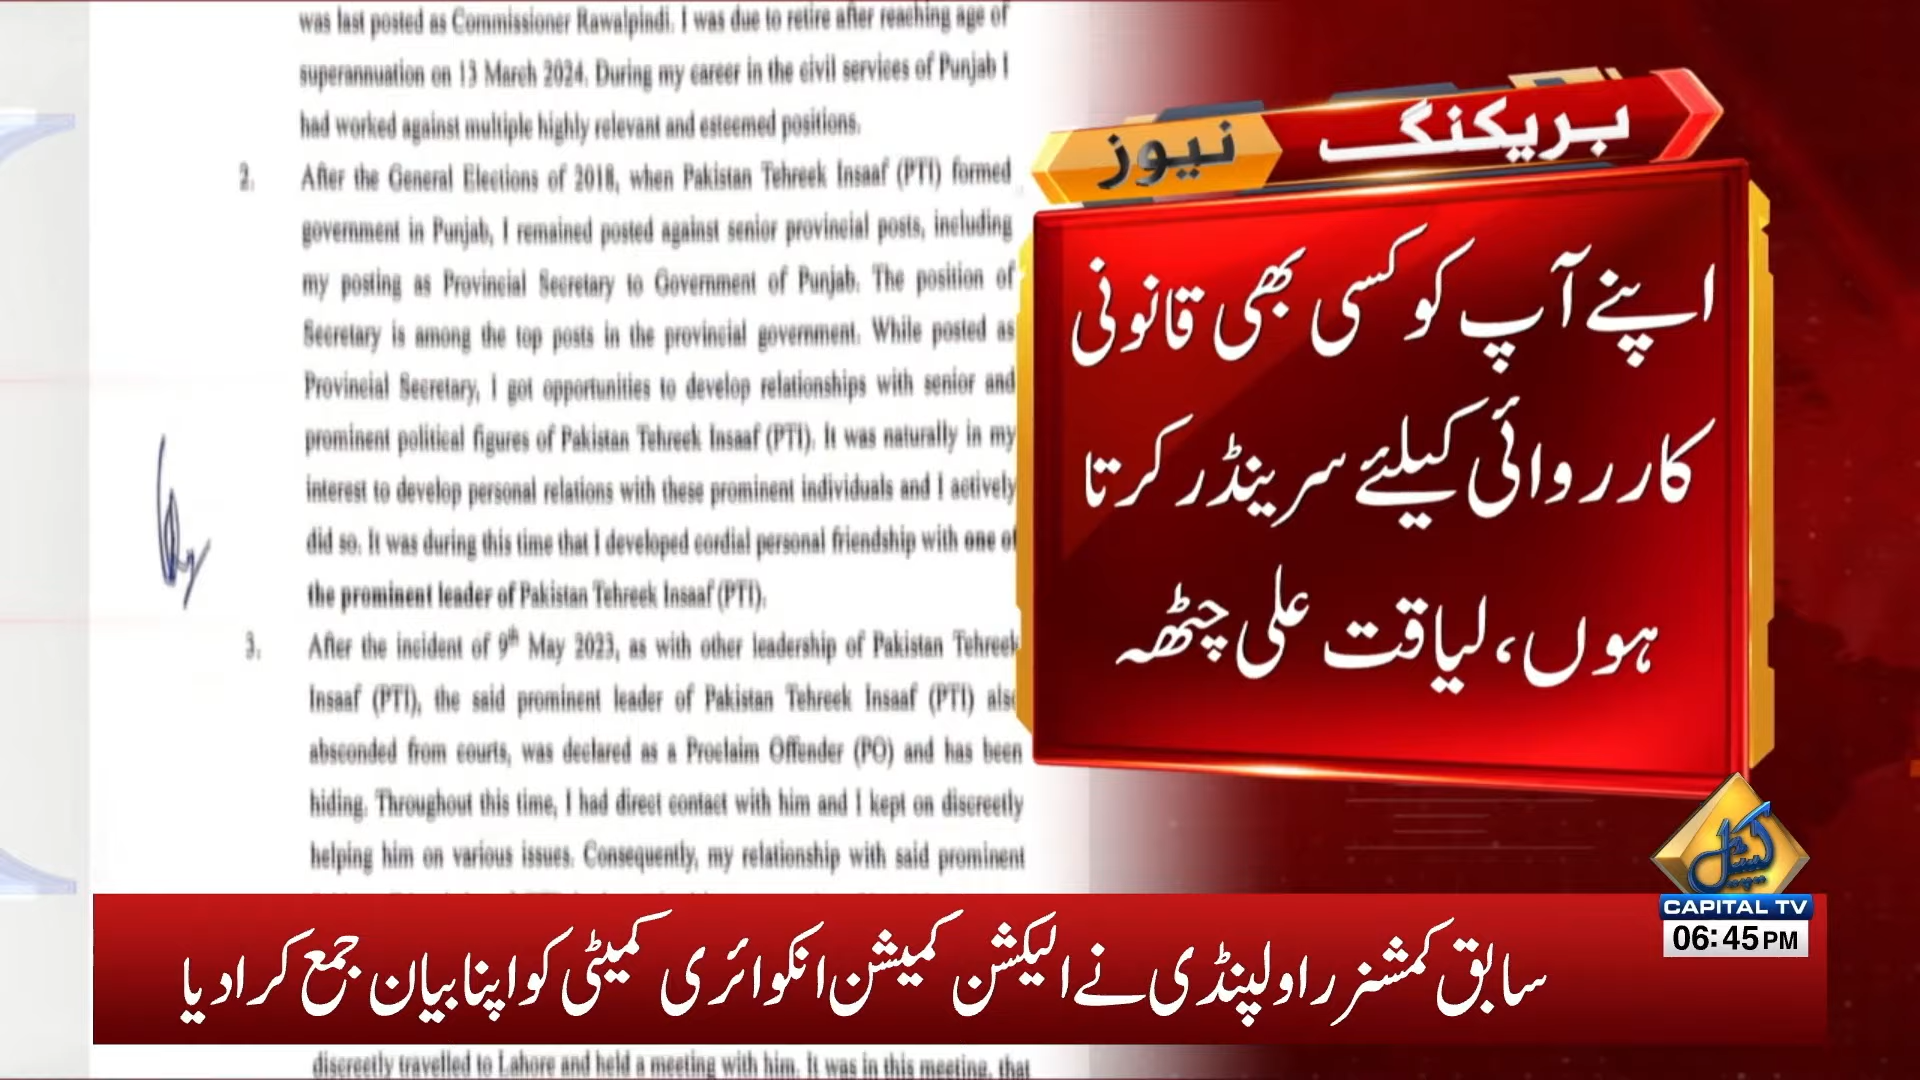 was last posted as Commissioner Rawalpindi. I was due to retire after reaching age of
superannuation on 13 March 2024. During my career in the civil services of Punjab I
had worked against multiple highly relevant and esteemed positions.
2. After the General Elections of 2018, when Pakistan Tehreek Insaaf (PTI) formed
government in Punjab, I remained posted against senior provincial posts, including
my posting as Provincial Secretary to Government of Punjab. The position of
Secretary is among the top posts in the provincial government. While posted as
Provincial Secretary, I got opportunities to develop relationships with senior and
prominent political figures of Pakistan Tehreek Insaaf (PTI). It was naturally in my
interest to develop personal relations with these prominent individuals and I actively
did so. It was during this time that I developed cordial personal friendship with one of
the prominent leader of Pakistan Tehreek Insaaf (PTI).
3. After the incident of 9th May 2023, as with other leadership of Pakistan Tehreek
Insaaf (PTI), the said prominent leader of Pakistan Tehreek Insaaf (PTI) also
absconded from courts, was declared as a Proclaim Offender (PO) and has been
hiding. Throughout this time, I had direct contact with him and I kept on discreetly
helping him on various issues. Consequently, my relationship with said prominent
discreetly travelled to Lahore and held a meeting with him. It was in this meeting, that
بریکنگ نیوز
اپنے آپ کو کسی بھی قانونی
کارروائی کیلئے سرینڈر کرتا
ہوں، لیاقت علی چٹھہ
کیپیٹل
CAPITAL TV
06:45PM
سابق کمشنر راولپنڈی نے الیکشن کمیشن انکوائری کمیٹی کو اپنا بیان جمع کرادیا